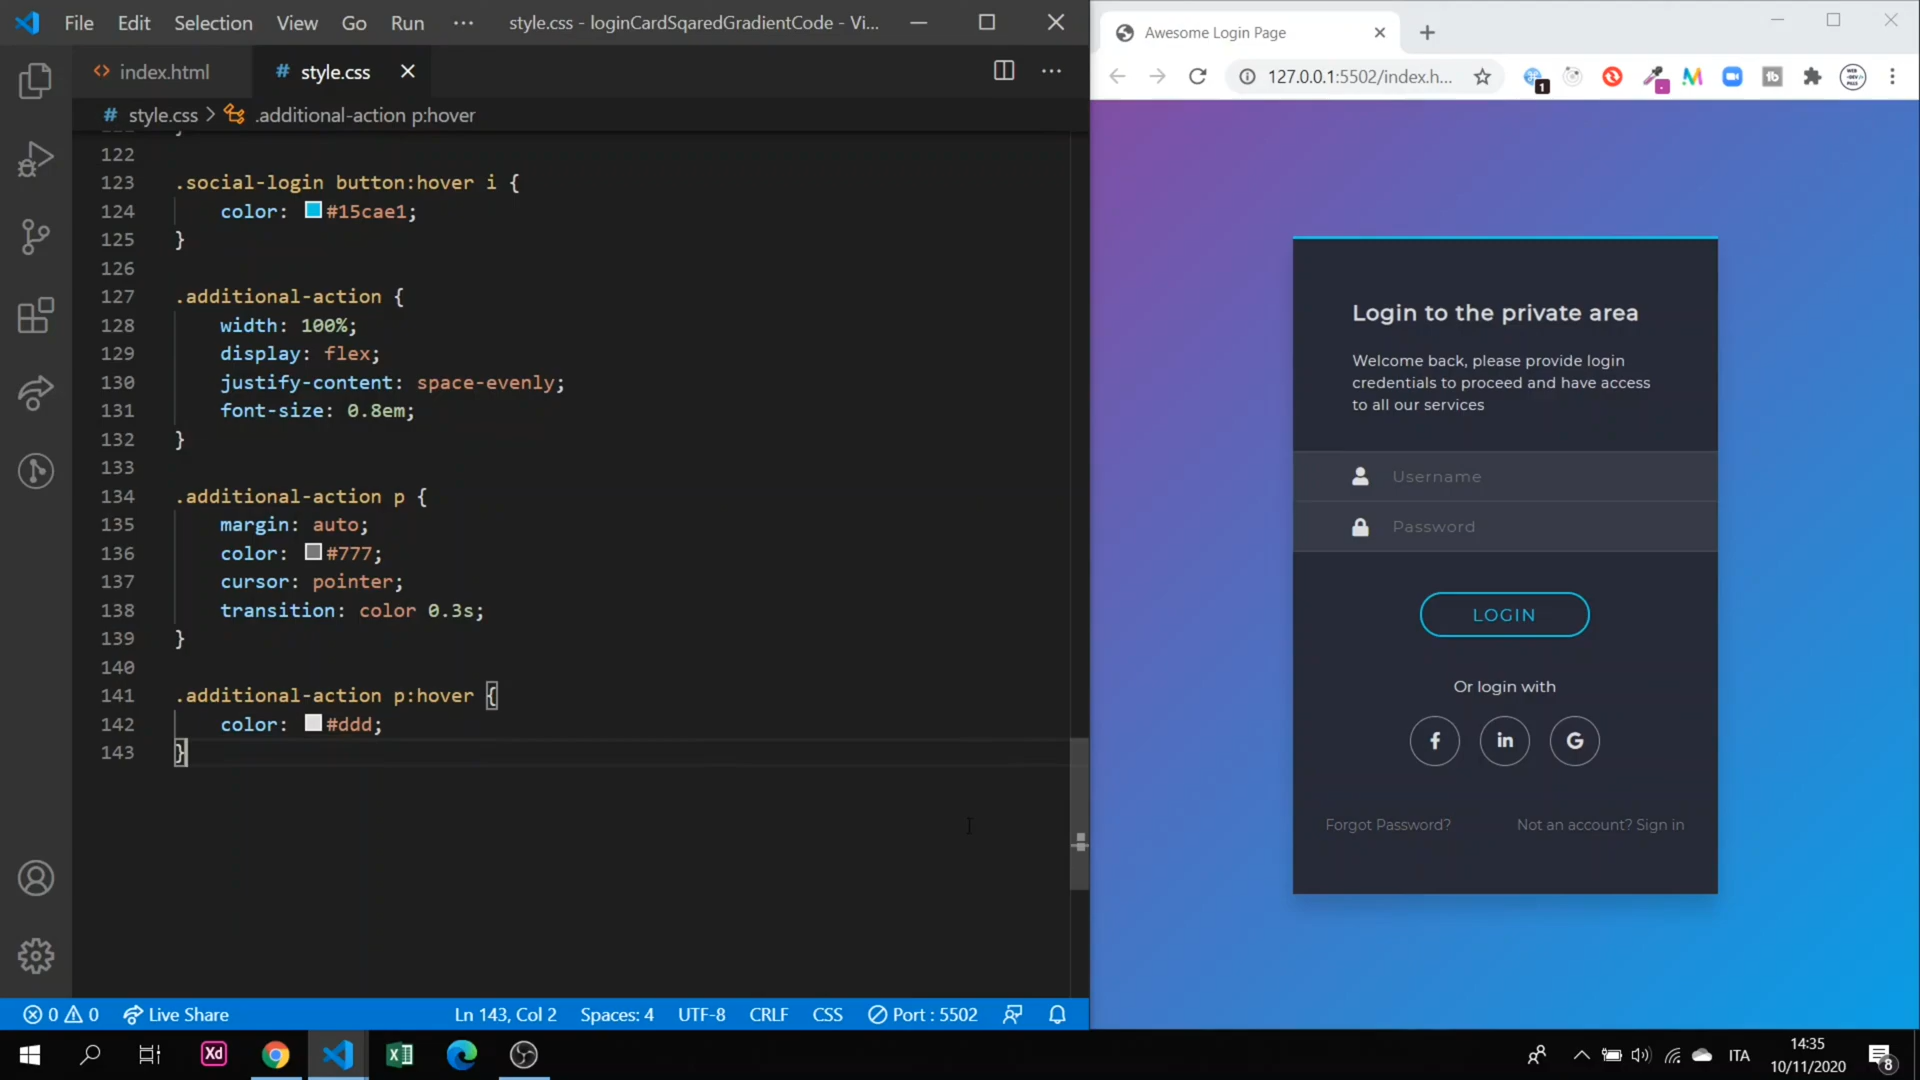 File Edit Selection View Go Run ··· style.css - loginCardSqaredGradientCode - Vi...
index.html
# style.css
# style.css > .additional-action p:hover
122
123 .social-login button:hover i {
124 color: #15cae1;
125 }
126
127 .additional-action {
128 width: 100%;
129 display: flex;
130 justify-content: space-evenly;
131 font-size: 0.8em;
132 }
133
134 .additional-action p {
135 margin: auto;
136 color: #777;
137 cursor: pointer;
138 transition: color 0.3s;
139 }
140
141 .additional-action p:hover {
142 color: #ddd;
143 }
0 0 Live Share Ln 143, Col 2 Spaces: 4 UTF-8 CRLF CSS Port : 5502
Awesome Login Page
127.0.0.1:5502/index.h...
1
Login to the private area
Welcome back, please provide login
credentials to proceed and have access
to all our services
Username
Password
LOGIN
Or login with
f in G
Forgot Password? Not an account? Sign in
Xd
ITA
14:35
10/11/2020
8